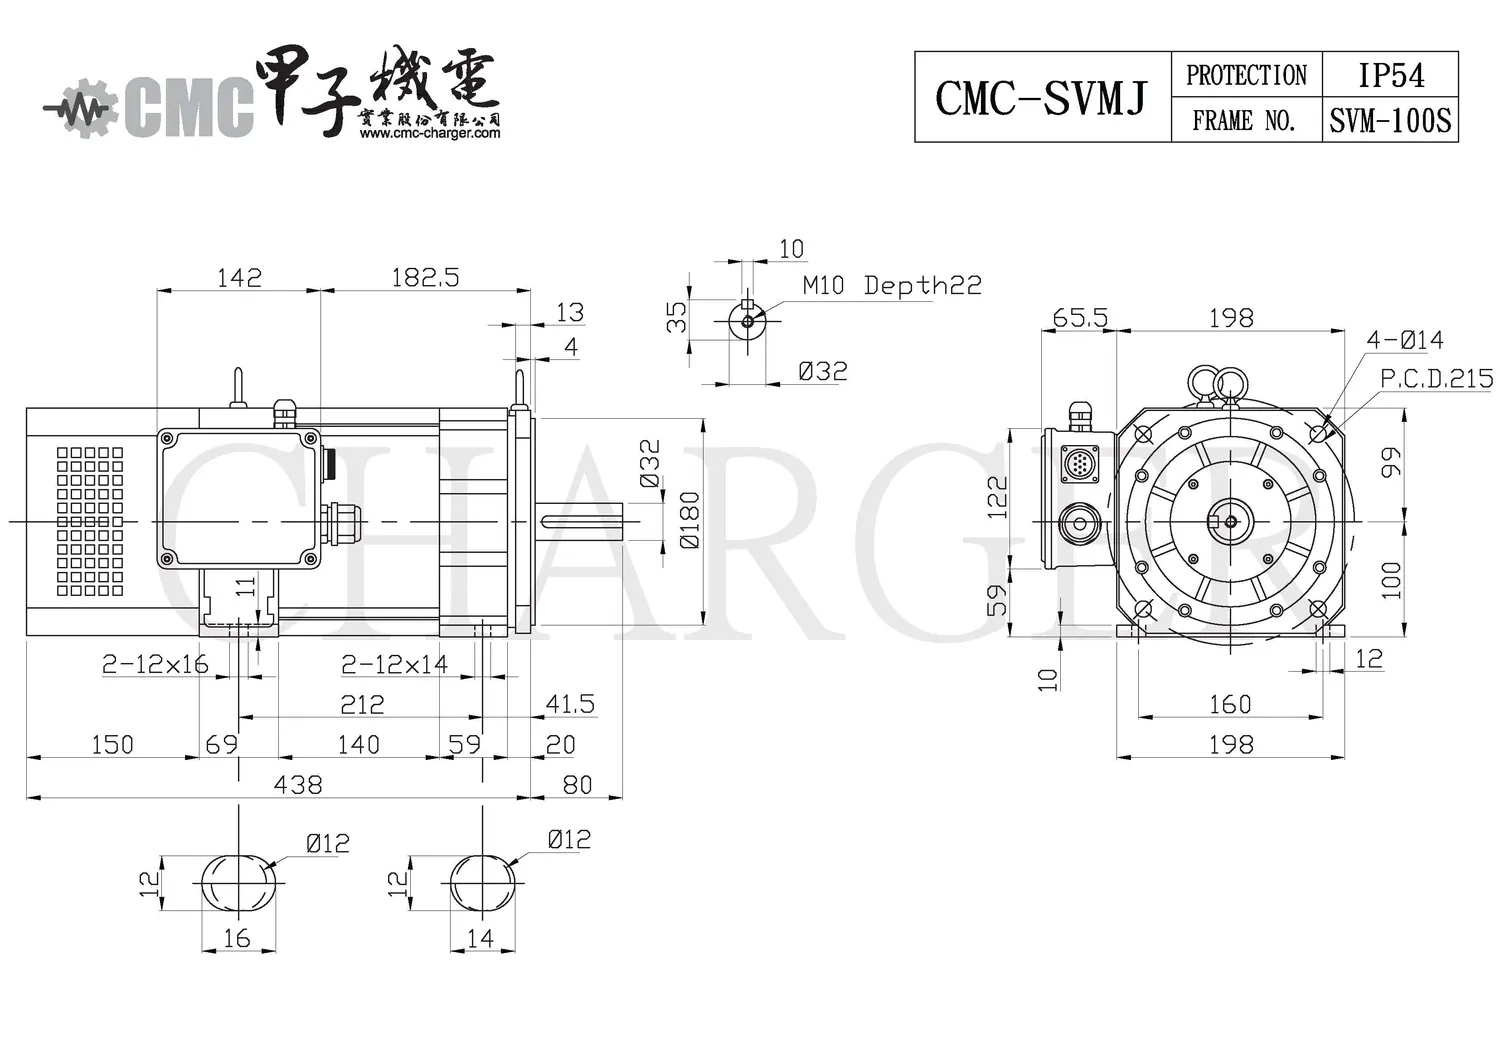 CMC 甲子機電
實業股份有限公司
www.cmc-charger.com
CMC-SVMJ
PROTECTION
IP54
FRAME NO.
SVM-100S
142
182.5
13
4
10
M10 Depth22
35
Ø32
65.5
198
4-Ø14
P.C.D.215
Ø32
Ø180
122
59
99
100
11
CHARGER
2-12x16
2-12x14
10
12
212
41.5
160
150
69
140
59
20
198
438
80
Ø12
12
16
Ø12
12
14